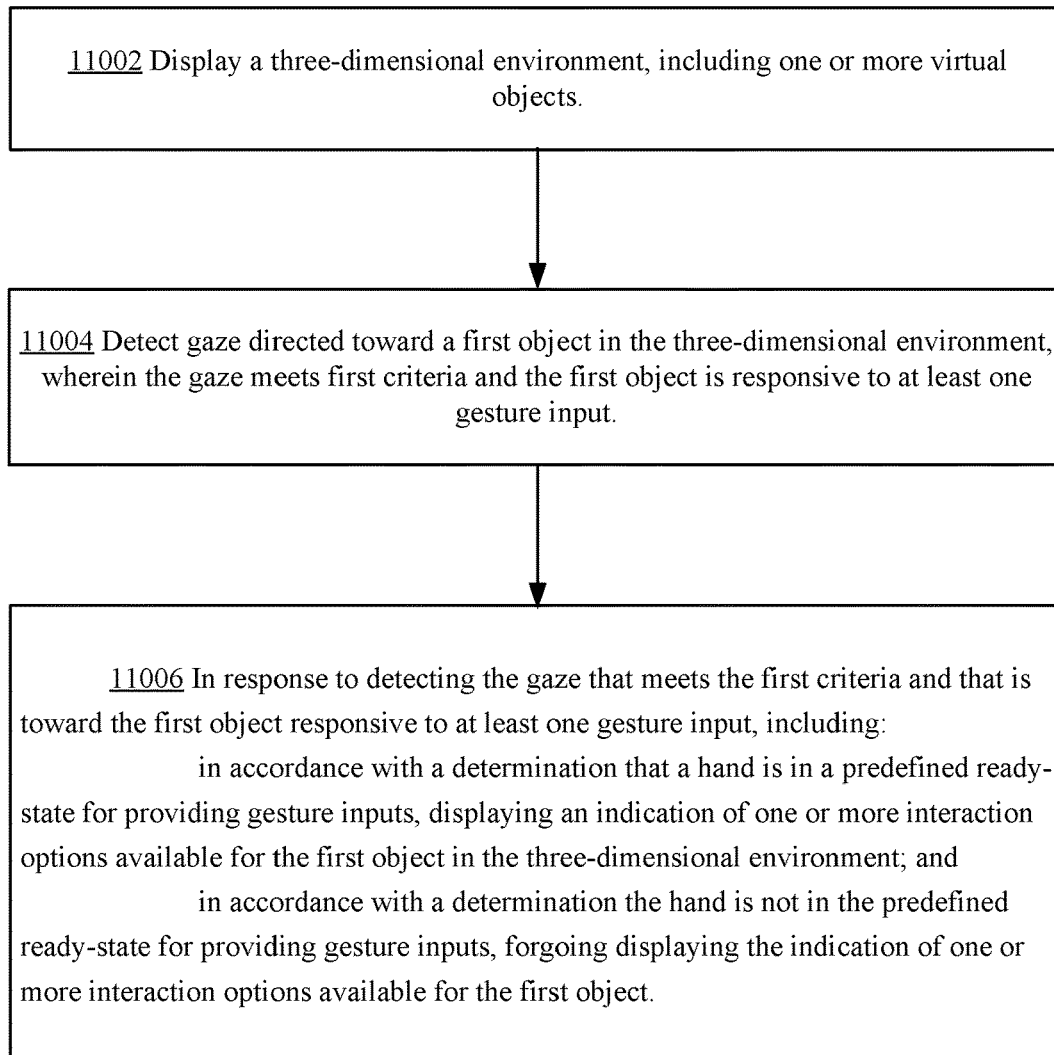 11002 Display a three-dimensional environment, including one or more virtual
objects.
11004 Detect gaze directed toward a first object in the three-dimensional environment,
wherein the gaze meets first criteria and the first object is responsive to at least one
gesture input.
11006 In response to detecting the gaze that meets the first criteria and that is
toward the first object responsive to at least one gesture input, including:
in accordance with a determination that a hand is in a predefined ready-
state for providing gesture inputs, displaying an indication of one or more interaction
options available for the first object in the three-dimensional environment; and
in accordance with a determination the hand is not in the predefined
ready-state for providing gesture inputs, forgoing displaying the indication of one or
more interaction options available for the first object.